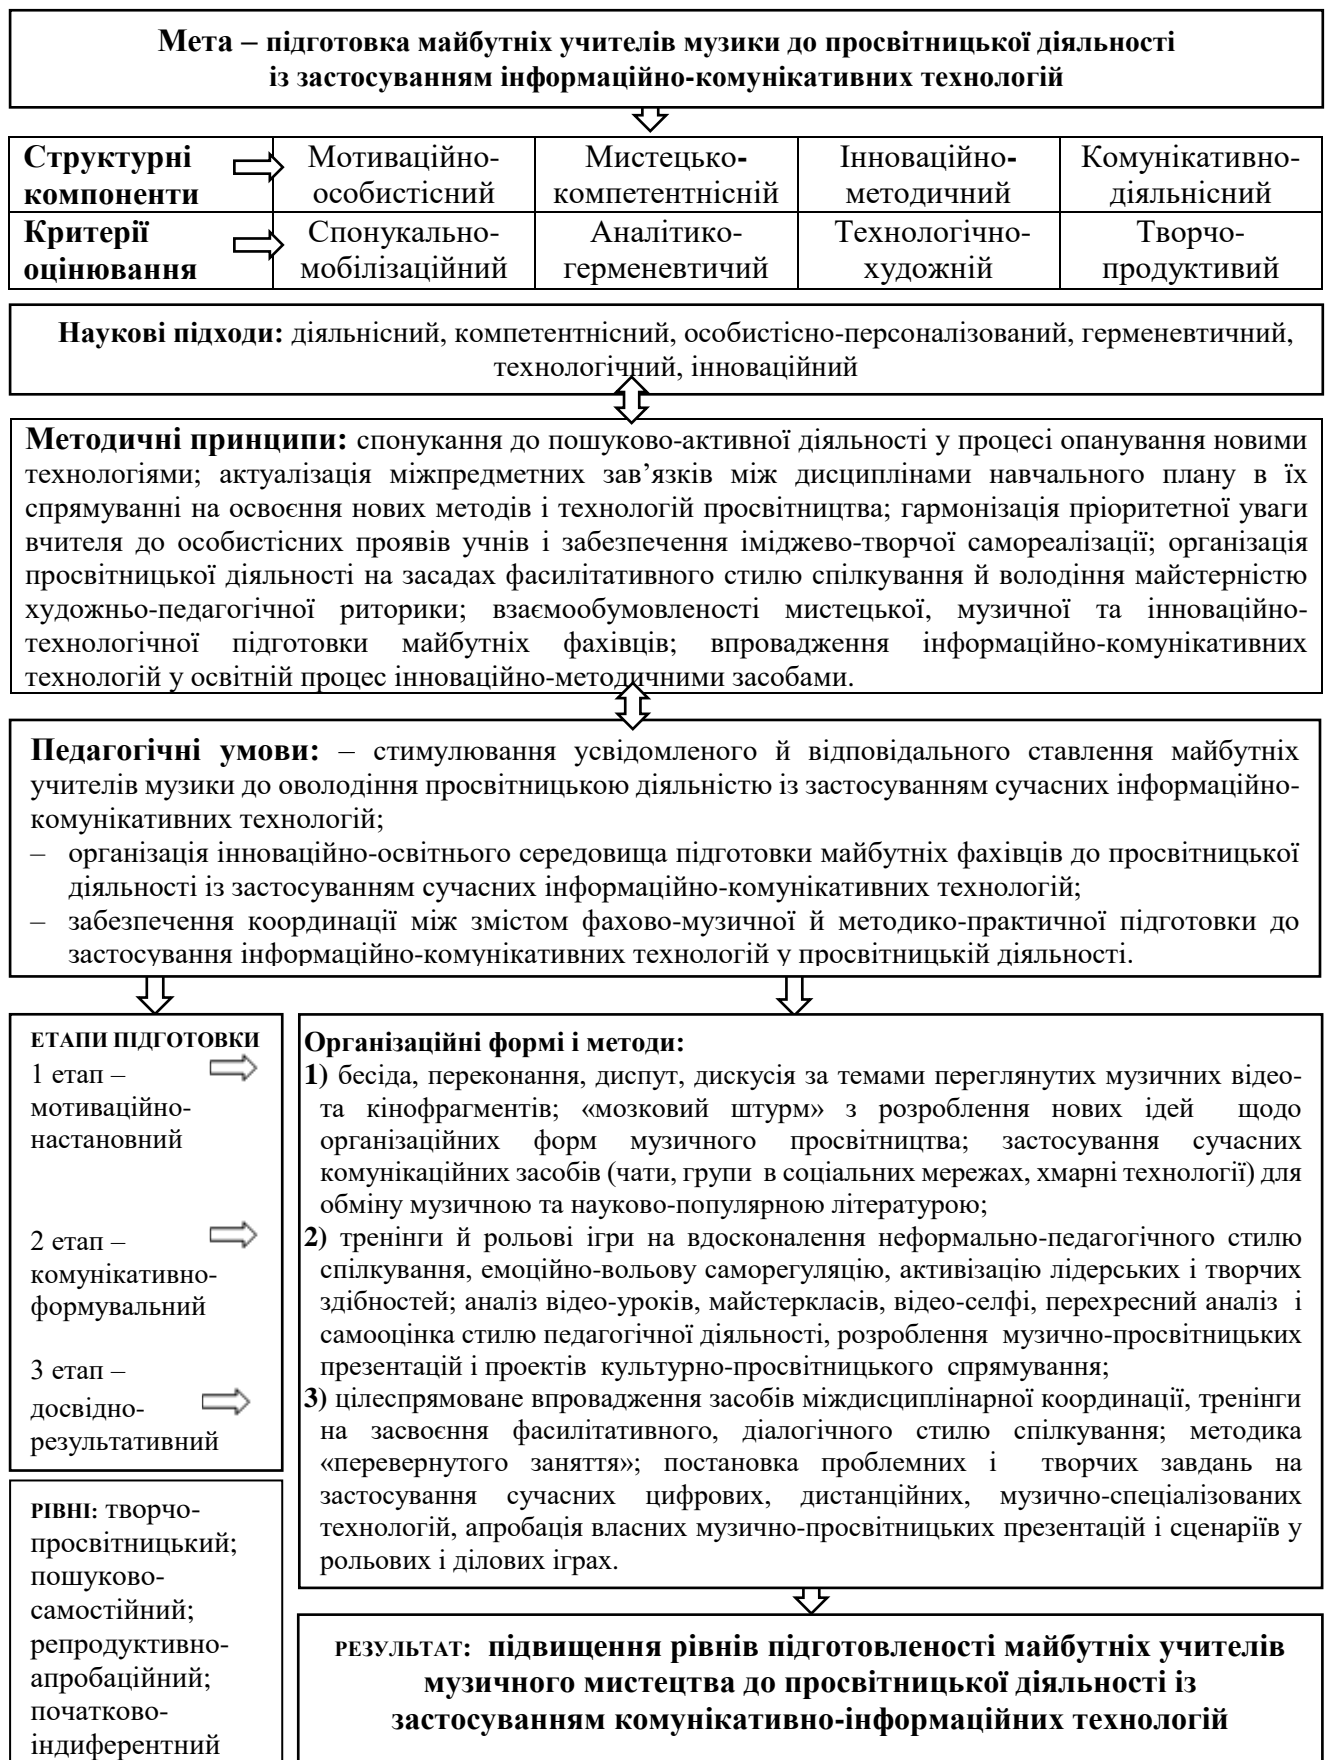 Мета – підготовка майбутніх учителів музики до просвітницької діяльності
із застосуванням інформаційно-комунікативних технологій
Структурні компоненти
Мотиваційно-
особистісний
Мистецько-
компетентнісній
Інноваційно-
методичний
Комунікативно-
діяльнісний
Критерії оцінювання
Спонукально-
мобілізаційний
Аналітико-
герменевтичий
Технологічно-
художній
Творчо-
продуктивий
Наукові підходи: діяльнісний, компетентнісний, особистісно-персоналізований, герменевтичний,
технологічний, інноваційний
Методичні принципи: спонукання до пошуково-активної діяльності у процесі опанування новими
технологіями; актуалізація міжпредметних зав’язків між дисциплінами навчального плану в їх
спрямуванні на освоєння нових методів і технологій просвітництва; гармонізація пріоритетної уваги
вчителя до особистісних проявів учнів і забезпечення іміджево-творчої самореалізації; організація
просвітницької діяльності на засадах фасилітативного стилю спілкування й володіння майстерністю
художньо-педагогічної риторики; взаємообумовленості мистецької, музичної та інноваційно-
технологічної підготовки майбутніх фахівців; впровадження інформаційно-комунікативних
технологій у освітній процес інноваційно-методичними засобами.
Педагогічні умови: – стимулювання усвідомленого й відповідального ставлення майбутніх
учителів музики до оволодіння просвітницькою діяльністю із застосуванням сучасних інформаційно-
комунікативних технологій;
– організація інноваційно-освітнього середовища підготовки майбутніх фахівців до просвітницької
діяльності із застосуванням сучасних інформаційно-комунікативних технологій;
– забезпечення координації між змістом фахово-музичної й методико-практичної підготовки до
застосування інформаційно-комунікативних технологій у просвітницькій діяльності.
ЕТАПИ ПІДГОТОВКИ
1 етап –
мотиваційно-
настановний
2 етап –
комунікативно-
формувальний
3 етап –
досвідно-
результативний
Організаційні формі і методи:
1) бесіда, переконання, диспут, дискусія за темами переглянутих музичних відео-
та кінофрагментів; «мозковий штурм» з розроблення нових ідей щодо
організаційних форм музичного просвітництва; застосування сучасних
комунікаційних засобів (чати, групи в соціальних мережах, хмарні технології) для
обміну музичною та науково-популярною літературою;
2) тренінги й рольові ігри на вдосконалення неформально-педагогічного стилю
спілкування, емоційно-вольову саморегуляцію, активізацію лідерських і творчих
здібностей; аналіз відео-уроків, майстеркласів, відео-селфі, перехресний аналіз і
самооцінка стилю педагогічної діяльності, розроблення музично-просвітницьких
презентацій і проектів культурно-просвітницького спрямування;
3) цілеспрямоване впровадження засобів міждисциплінарної координації, тренінги
на засвоєння фасилітативного, діалогічного стилю спілкування; методика
«перевернутого заняття»; постановка проблемних і творчих завдань на
застосування сучасних цифрових, дистанційних, музично-спеціалізованих
технологій, апробація власних музично-просвітницьких презентацій і сценаріїв у
рольових і ділових іграх.
РІВНІ: творчо-
просвітницький;
пошуково-
самостійний;
репродуктивно-
апробаційний;
початково-
індиферентний
РЕЗУЛЬТАТ: підвищення рівнів підготовленості майбутніх учителів
музичного мистецтва до просвітницької діяльності із
застосуванням комунікативно-інформаційних технологій